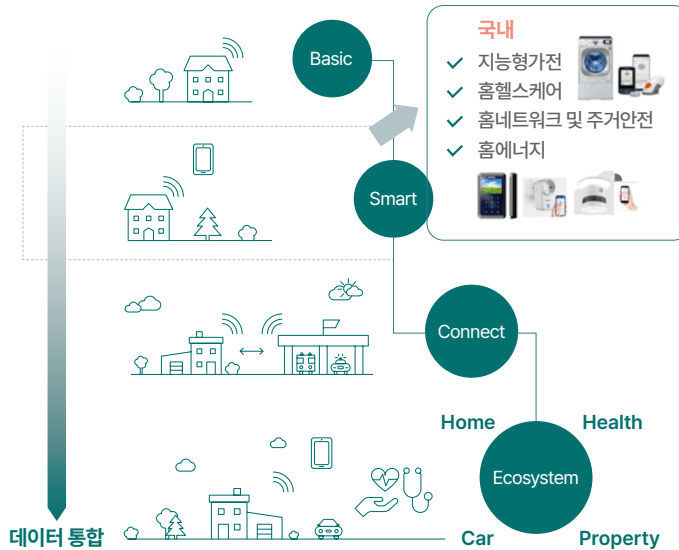 Basic
국내
지능형가전
홈헬스케어
홈네트워크 및 주거안전
홈에너지
Smart
Connect
Home
Health
Ecosystem
Car
Property
데이터 통합